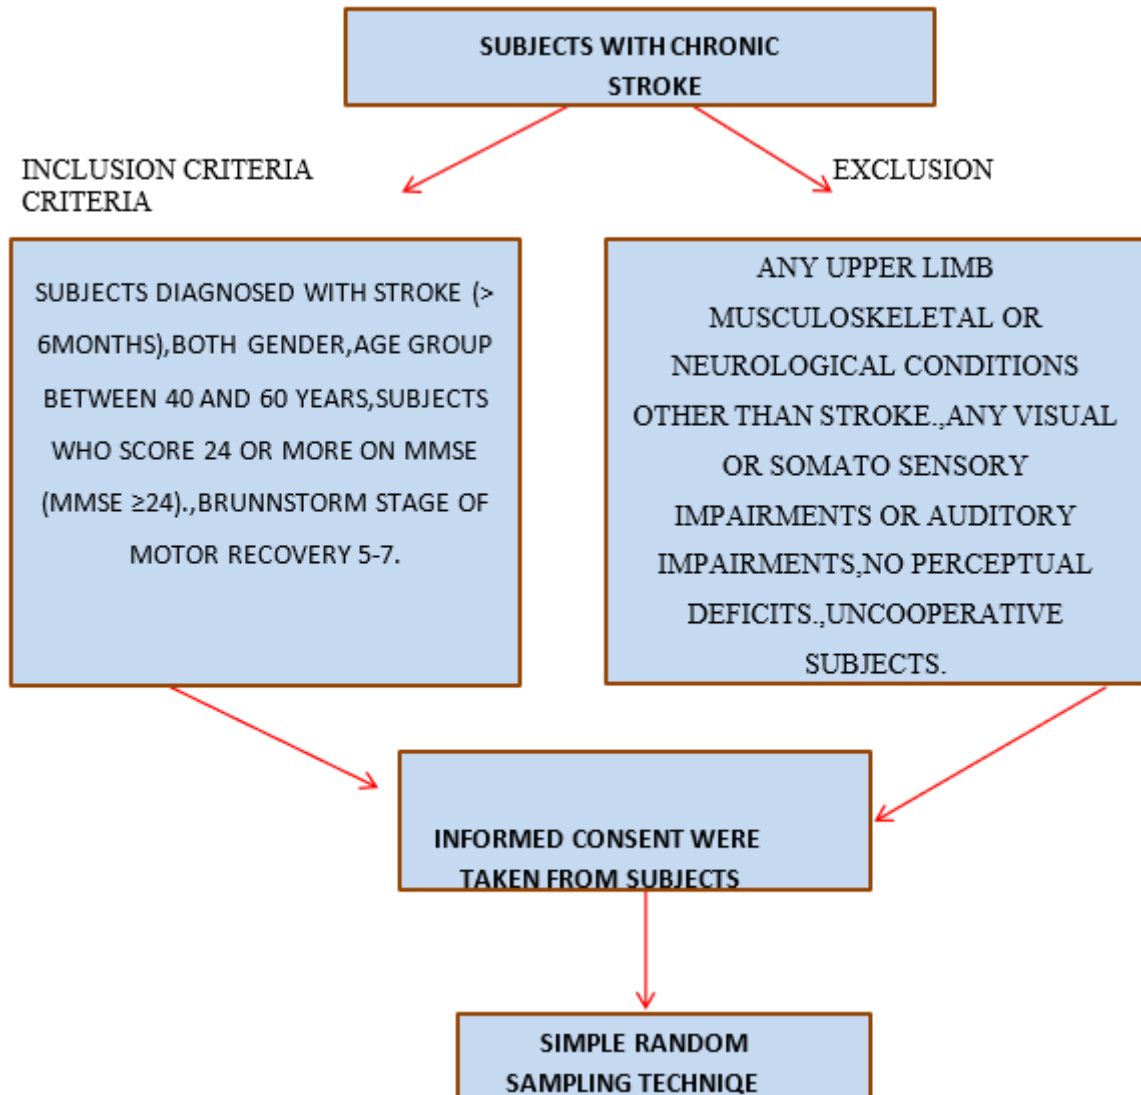 SUBJECTS WITH CHRONIC
STROKE
INCLUSION CRITERIA
CRITERIA
EXCLUSION
SUBJECTS DIAGNOSED WITH STROKE (>
6MONTHS),BOTH GENDER,AGE GROUP
BETWEEN 40 AND 60 YEARS,SUBJECTS
WHO SCORE 24 OR MORE ON MMSE
(MMSE ≥24).,BRUNNSTORM STAGE OF
MOTOR RECOVERY 5-7.
ANY UPPER LIMB
MUSCULOSKELETAL OR
NEUROLOGICAL CONDITIONS
OTHER THAN STROKE.,ANY VISUAL
OR SOMATO SENSORY
IMPAIRMENTS OR AUDITORY
IMPAIRMENTS,NO PERCEPTUAL
DEFICITS.,UNCOOPERATIVE
SUBJECTS.
INFORMED CONSENT WERE
TAKEN FROM SUBJECTS
SIMPLE RANDOM
SAMPLING TECHNIQE